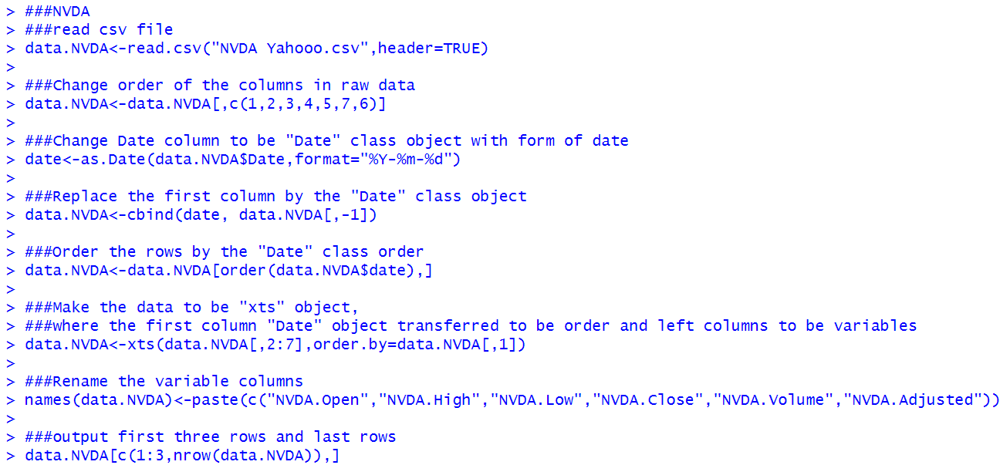 > ###NVDA
> ###read csv file
> data.NVDA<-read.csv("NVDA Yahooo.csv",header=TRUE)
>
> ###Change order of the columns in raw data
> data.NVDA<-data.NVDA[,c(1,2,3,4,5,7,6)]
>
> ###Change Date column to be "Date" class object with form of date
> date<-as.Date(data.NVDA$Date,format="%Y-%m-%d")
>
> ###Replace the first column by the "Date" class object
> data.NVDA<-cbind(date, data.NVDA[,-1])
>
> ###Order the rows by the "Date" class order
> data.NVDA<-data.NVDA[order(data.NVDA$date),]
>
> ###Make the data to be "xts" object,
> ###where the first column "Date" object transferred to be order and left columns to be variables
> data.NVDA<-xts(data.NVDA[,2:7],order.by=data.NVDA[,1])
>
> ###Rename the variable columns
> names(data.NVDA)<-paste(c("NVDA.Open","NVDA.High","NVDA.Low","NVDA.Close","NVDA.Volume","NVDA.Adjusted"))
>
> ###output first three rows and last rows
> data.NVDA[c(1:3,nrow(data.NVDA)),]